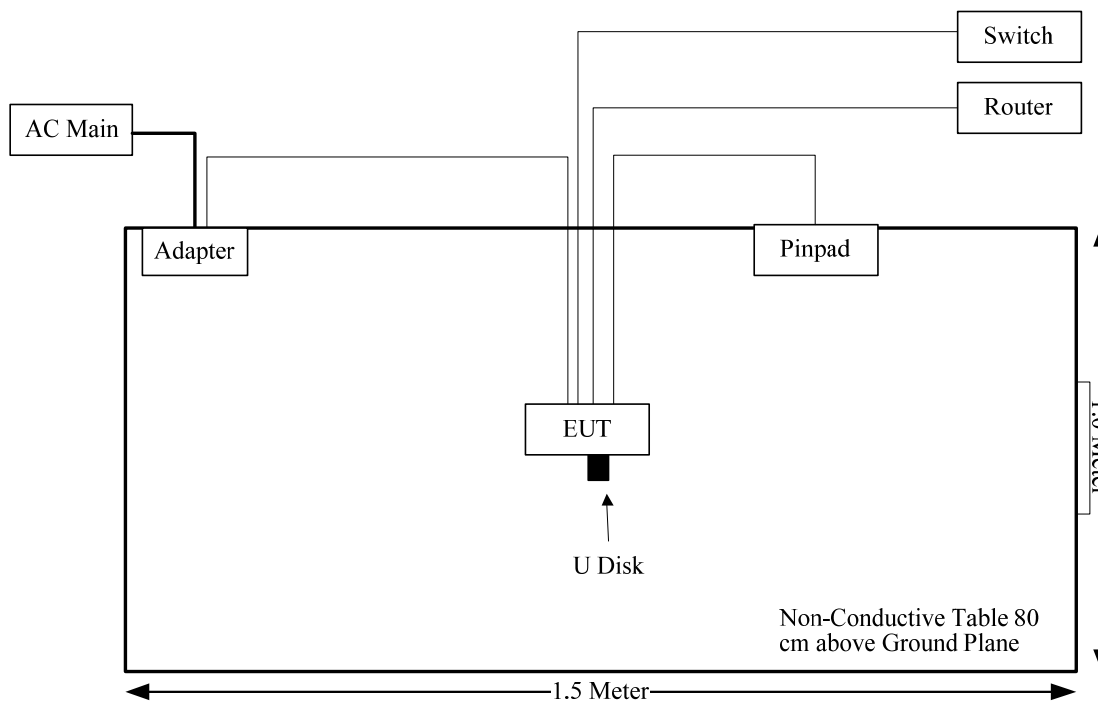 Switch
Router
AC Main
Adapter
Pinpad
EUT
Meter
U Disk
Non-Conductive Table 80
cm above Ground Plane
1.5 Meter